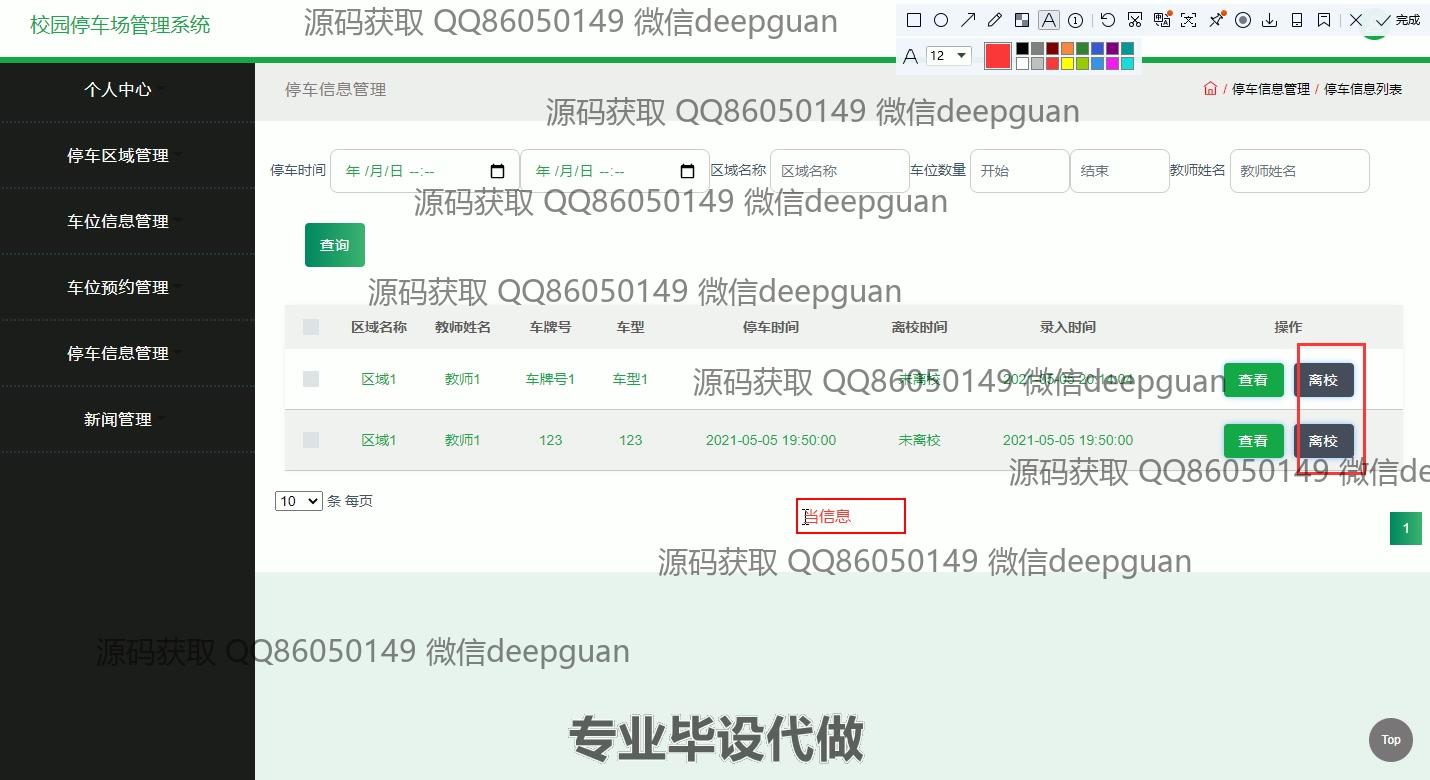 校园停车场管理系统
源码获取 QQ86050149 微信deepguan
完成
A 12
个人中心
停车信息管理
/ 停车信息管理 / 停车信息列表
源码获取 QQ86050149 微信deepguan
停车区域管理
停车时间 年 /月/日 --:-- 年 /月/日 --:-- 区域名称 区域名称 车位数量 开始 结束 教师姓名 教师姓名
源码获取 QQ86050149 微信deepguan
车位信息管理
查询
车位预约管理
源码获取 QQ86050149 微信deepguan
区域名称 教师姓名 车牌号 车型 停车时间 离校时间 录入时间 操作
停车信息管理
区域1 教师1 车牌号1 车型1 未离校 2021-05-05 20:14:04 查看 离校
源码获取 QQ86050149 微信deepguan
新闻管理
区域1 教师1 123 123 2021-05-05 19:50:00 未离校 2021-05-05 19:50:00 查看 离校
源码获取 QQ86050149 微信de
10 条 每页
当信息
1
源码获取 QQ86050149 微信deepguan
源码获取 QQ86050149 微信deepguan
专业毕设代做
Top